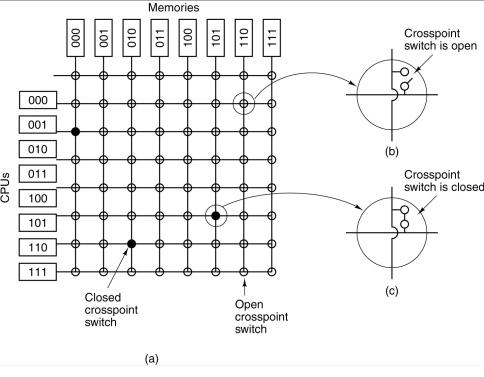 Memories
000
001
010
011
100
101
110
111
CPUs
000
001
010
011
100
101
110
111
Closed
crosspoint
switch
Open
crosspoint
switch
(a)
Crosspoint
switch is open
(b)
Crosspoint
switch is closed
(c)